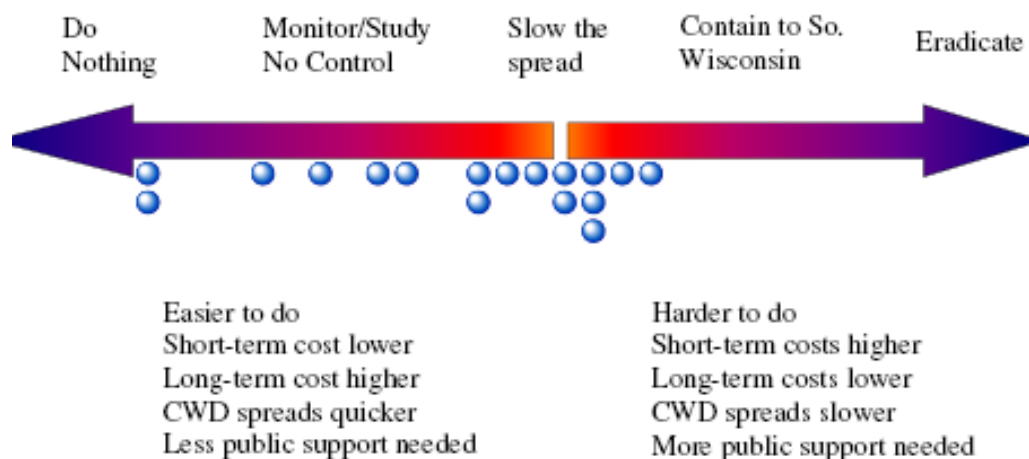 Do
Nothing
Monitor/Study
No Control
Slow the
spread
Contain to So.
Wisconsin
Eradicate
Easier to do
Short-term cost lower
Long-term cost higher
CWD spreads quicker
Less public support needed
Harder to do
Short-term costs higher
Long-term costs lower
CWD spreads slower
More public support needed